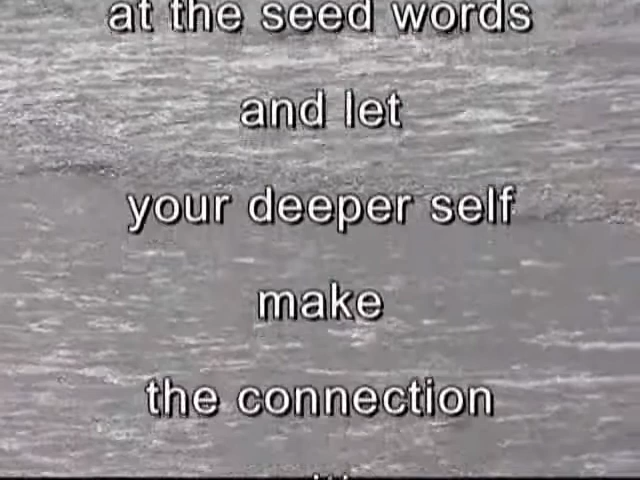 at the seed words
and let
your deeper self
make
the connection